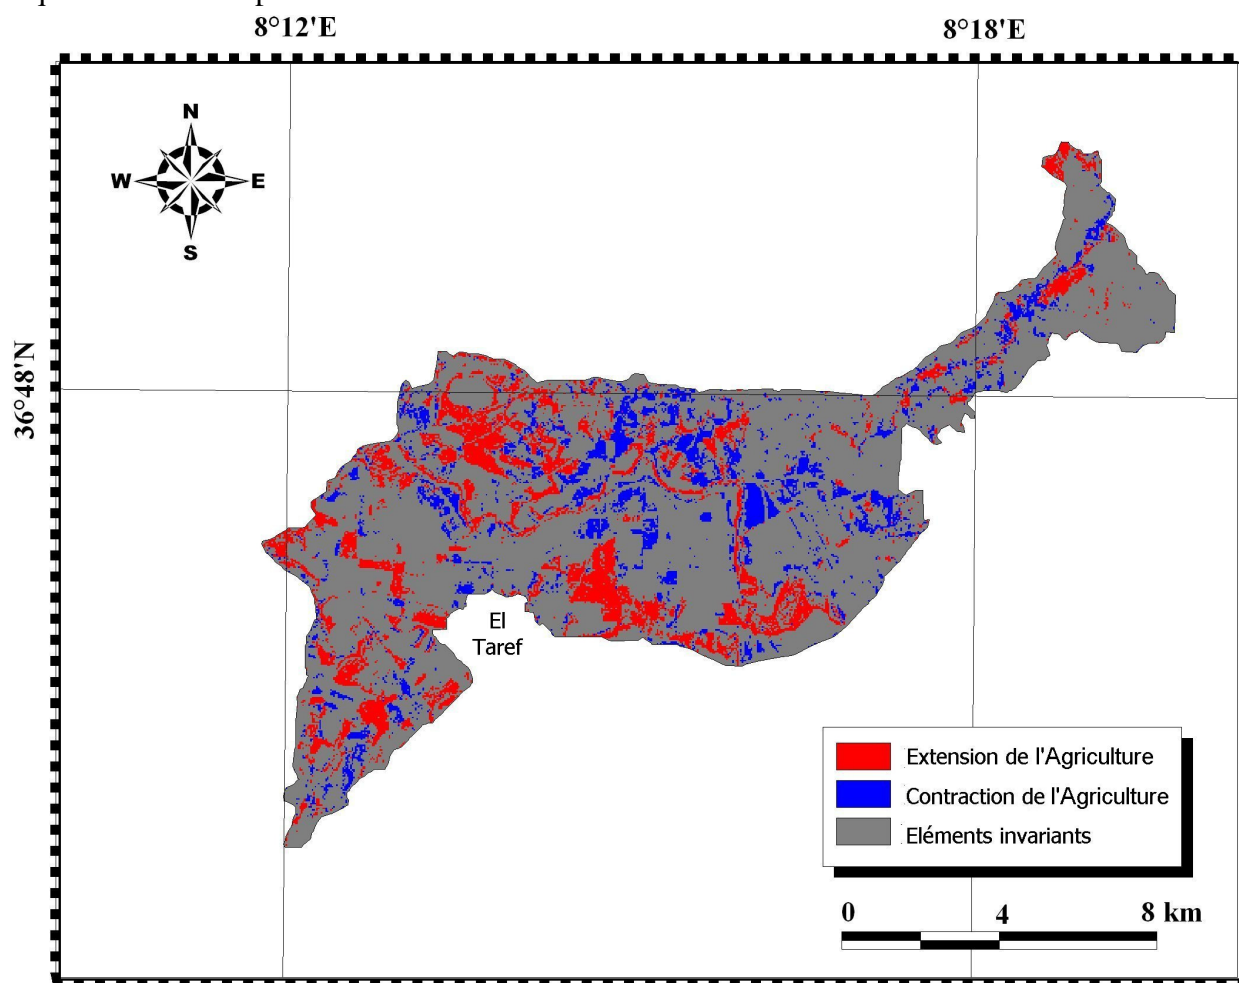 8°12'E 8°18'E
N
W E
S
36°48'N
El
Taref
Extension de l'Agriculture
Contraction de l'Agriculture
Eléments invariants
0 4 8 km